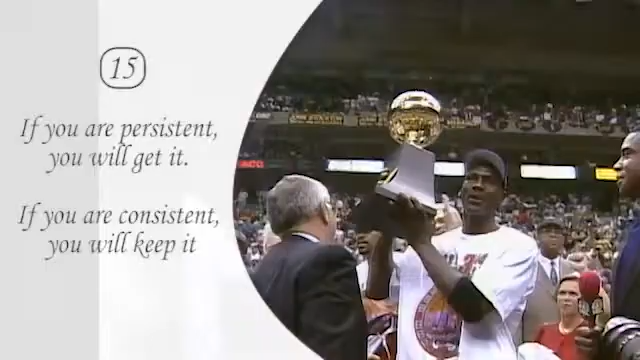 15
If you are persistent,
you will get it.
If you are consistent,
you will keep it